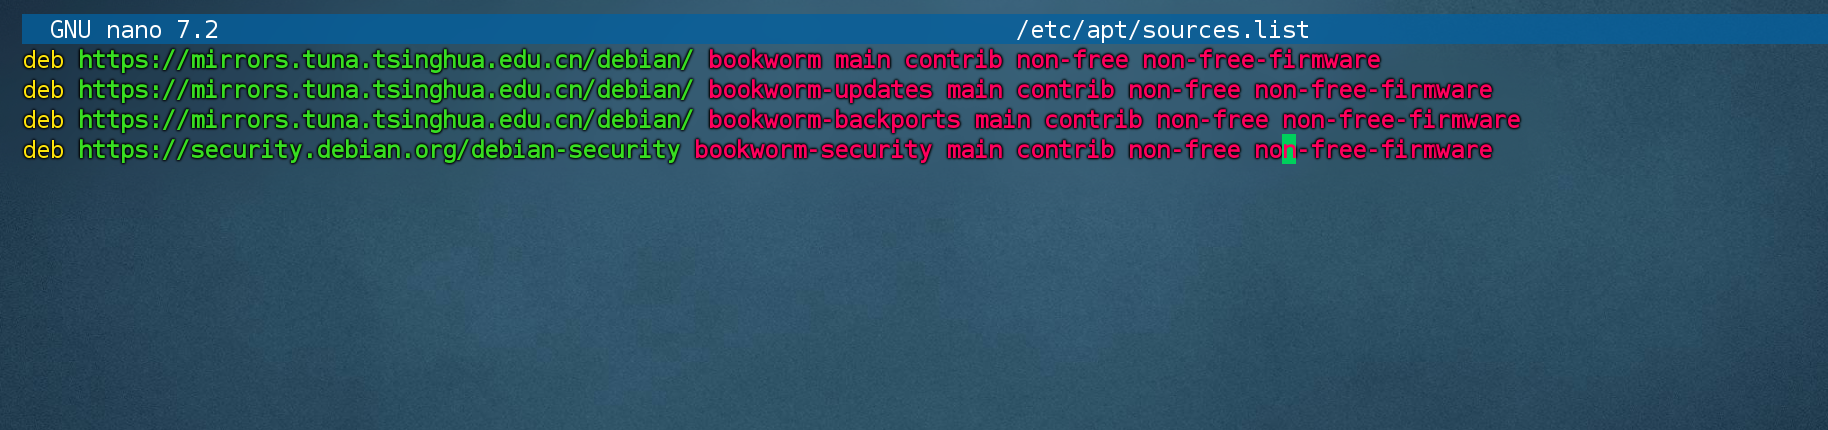 GNU nano 7.2 /etc/apt/sources.list
deb https://mirrors.tuna.tsinghua.edu.cn/debian/ bookworm main contrib non-free non-free-firmware
deb https://mirrors.tuna.tsinghua.edu.cn/debian/ bookworm-updates main contrib non-free non-free-firmware
deb https://mirrors.tuna.tsinghua.edu.cn/debian/ bookworm-backports main contrib non-free non-free-firmware
deb https://security.debian.org/debian-security bookworm-security main contrib non-free non-free-firmware